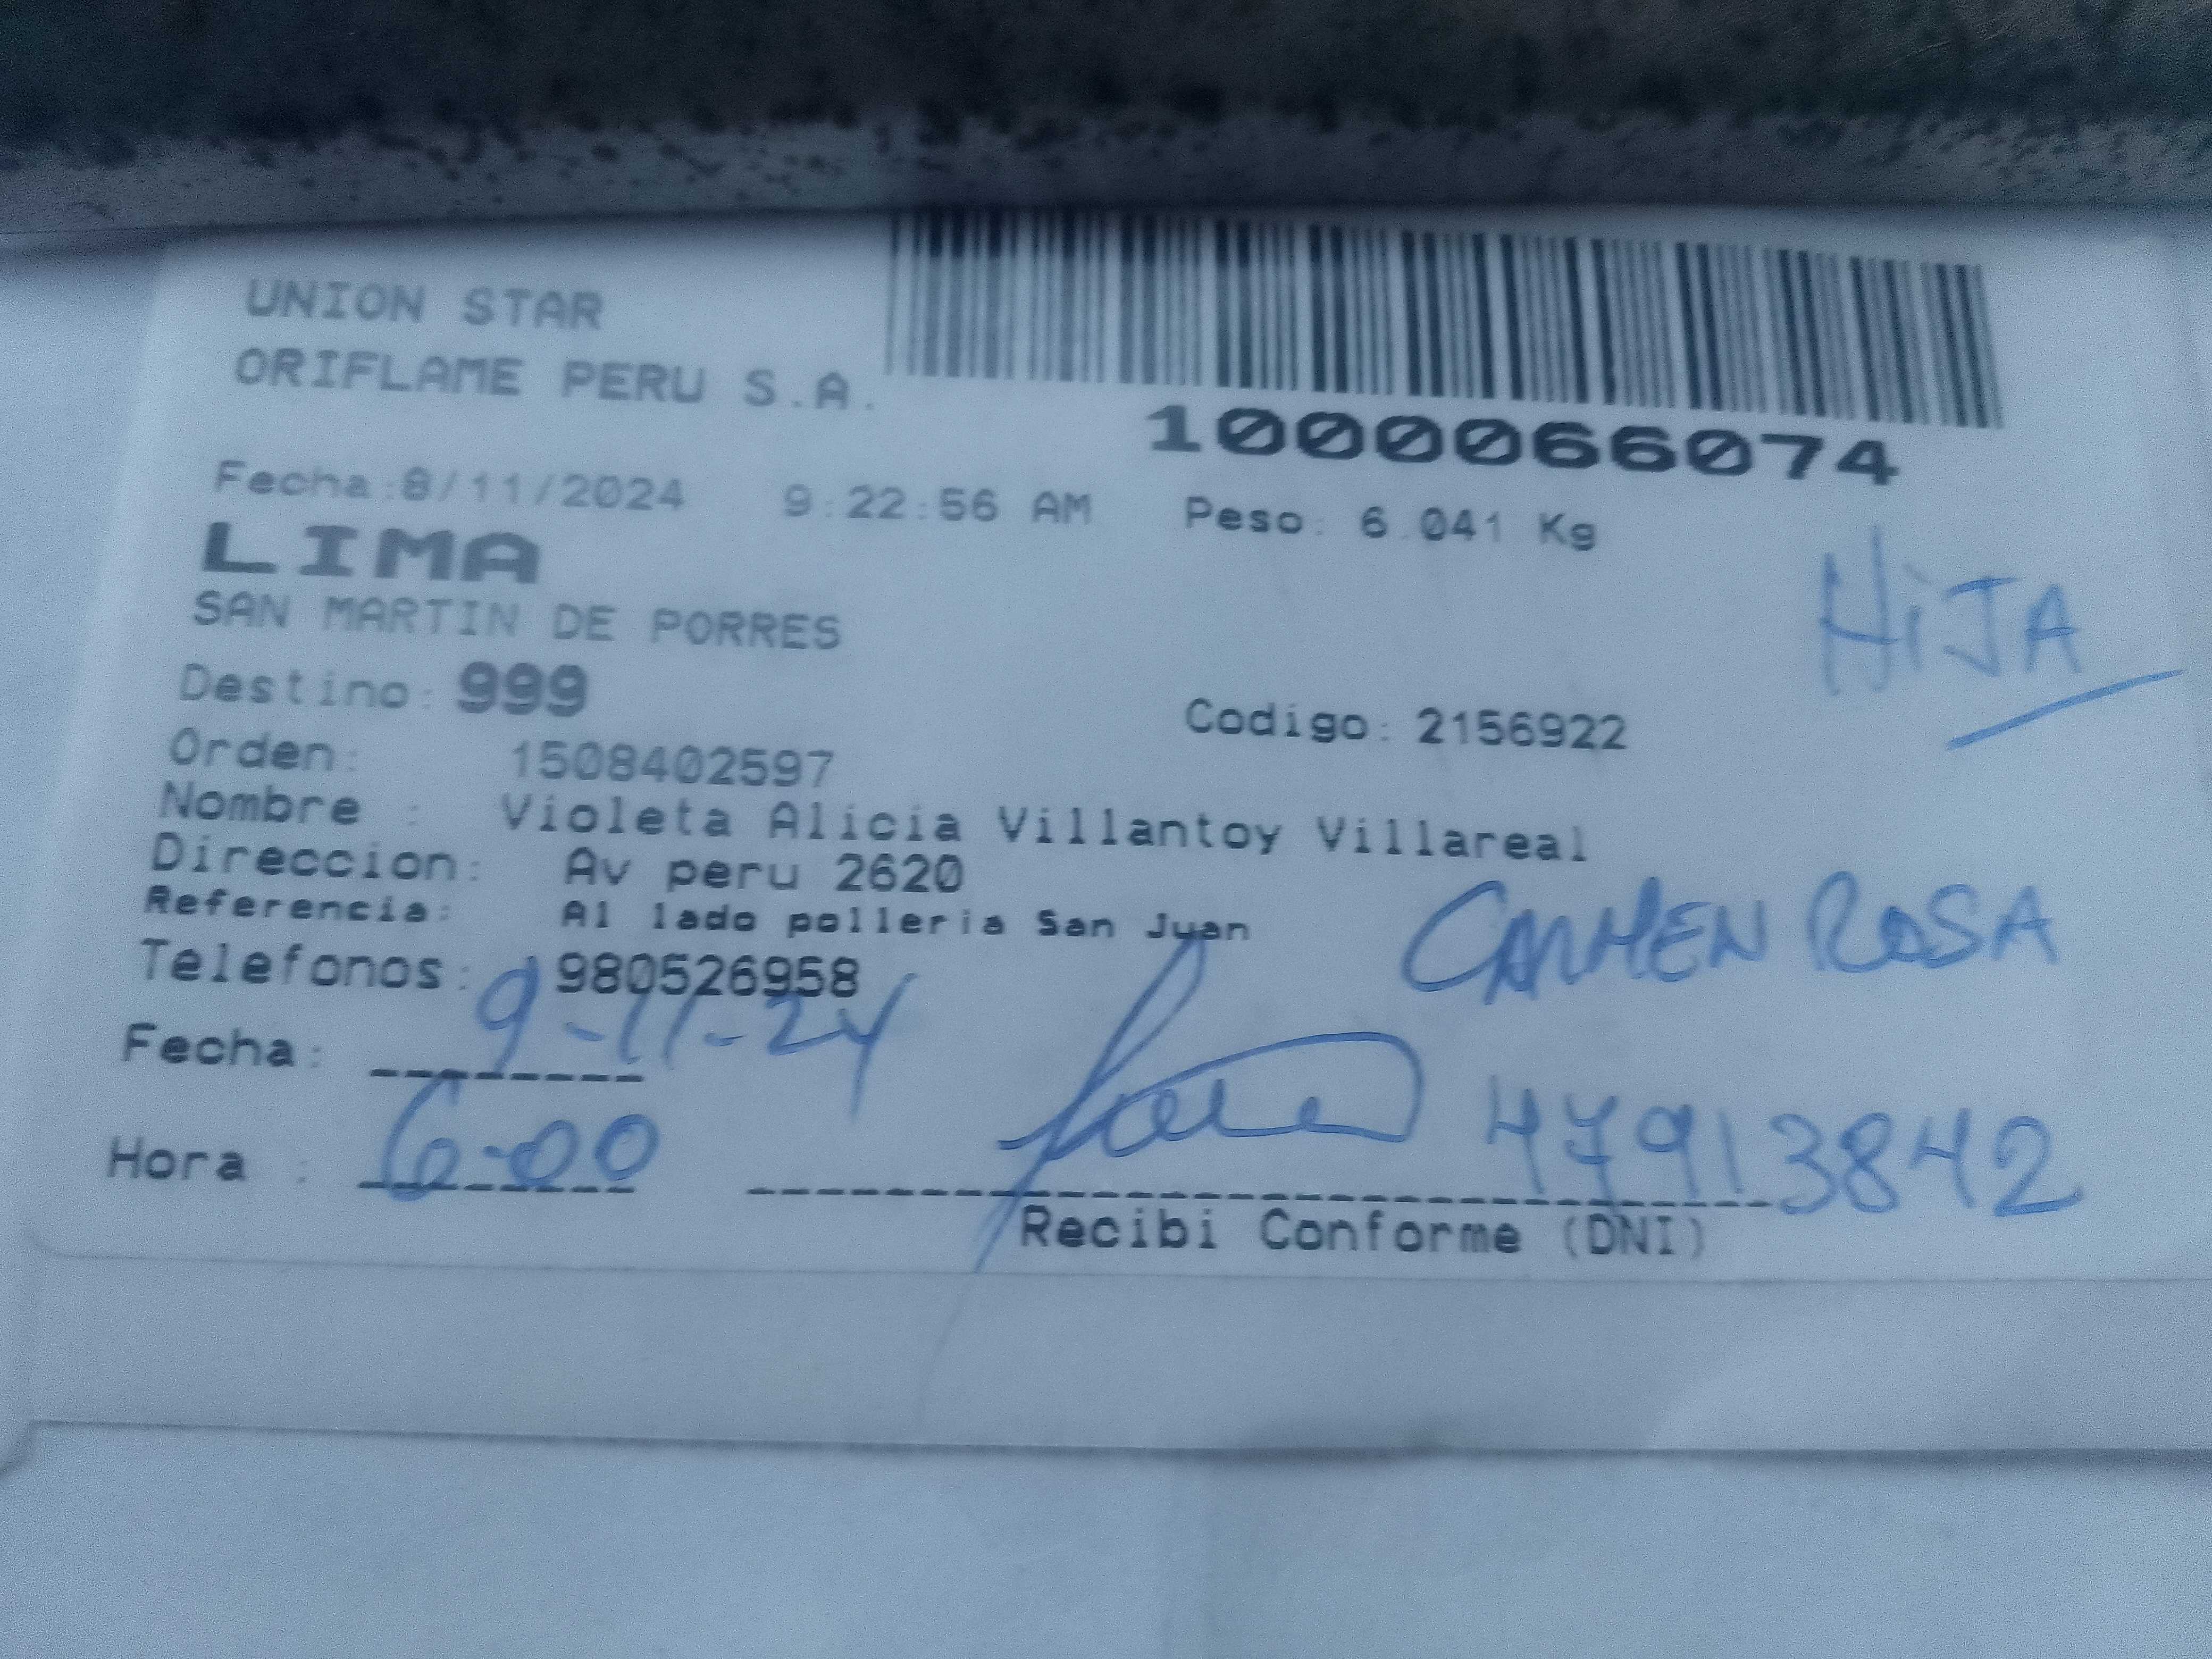 UNION STAR
ORIFLAME PERU S.A.
1000066074
Fecha:8/11/2024 9:22:56 AM Peso: 6.041 Kg
LIMA
HiJA
SAN MARTIN DE PORRES
Destino: 999
Codigo: 2156922
Orden: 1508402597
Nombre : Violeta Alicia Villantoy Villareal
Direccion: Av peru 2620
Referencia: Al lado polleria San Juan
CARMEN ROSA
Telefonos: 980526958
Fecha: 9-11-24
Hora : 6-00
47913842
Recibi Conforme (DNI)